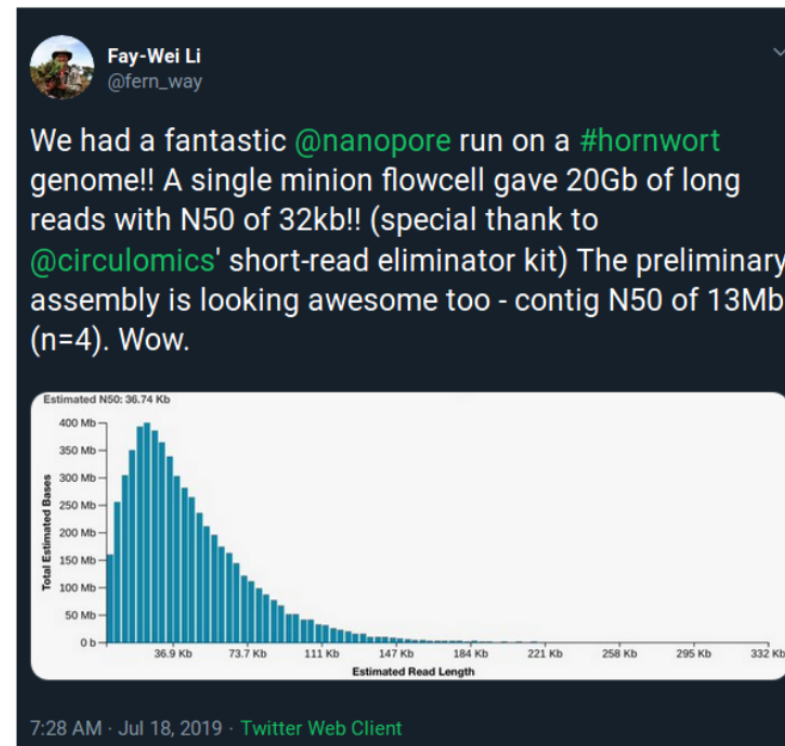 Fay-Wei Li
@fern_way
We had a fantastic @nanopore run on a #hornwort
genome!! A single minion flowcell gave 20Gb of long
reads with N50 of 32kb!! (special thank to
@circulomics' short-read eliminator kit) The preliminary
assembly is looking awesome too - contig N50 of 13Mb
(n=4). Wow.
Estimated N50: 36.74 Kb
400 Mb
350 Mb
300 Mb
250 Mb
200 Mb
150 Mb
100 Mb
50 Mb
0 b
Total Estimated Bases
36.9 Kb 73.7 Kb 111 Kb 147 Kb 184 Kb 221 Kb 258 Kb 295 Kb 332 Kb
Estimated Read Length
7:28 AM · Jul 18, 2019 · Twitter Web Client